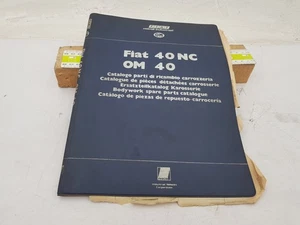 Fiat 40 NC
OM 40
Catalogo parti di ricambio carrozzeria
Catalogue de pièces détachées carrosserie
Ersatzteilkatalog Karosserie
Bodywork spare parts catalogue
Catálogo de piezas de repuesto-carrocería